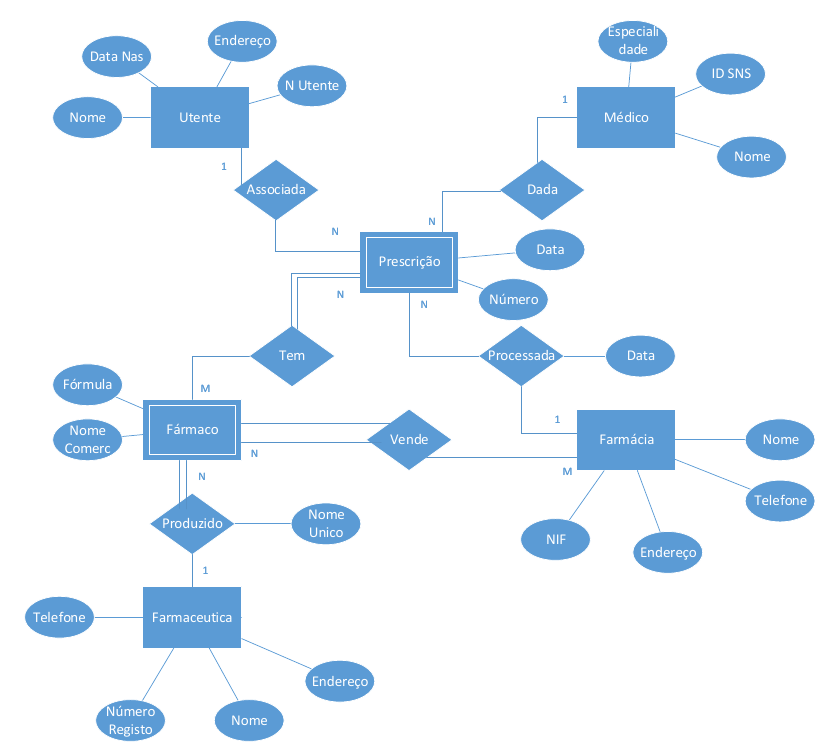 Especiali
dade
Endereço
Data Nas
ID SNS
N Utente
1
Nome
Utente
Médico
Nome
1
Associada
Dada
N
N
Data
Prescrição
N
Número
N
Tem
Processada
Data
Fórmula
M
1
Nome
Comerc
Fármaco
Vende
Farmácia
Nome
N
M
N
Telefone
Produzido
Nome
Unico
NIF
Endereço
1
Telefone
Farmaceutica
Endereço
Número
Registo
Nome